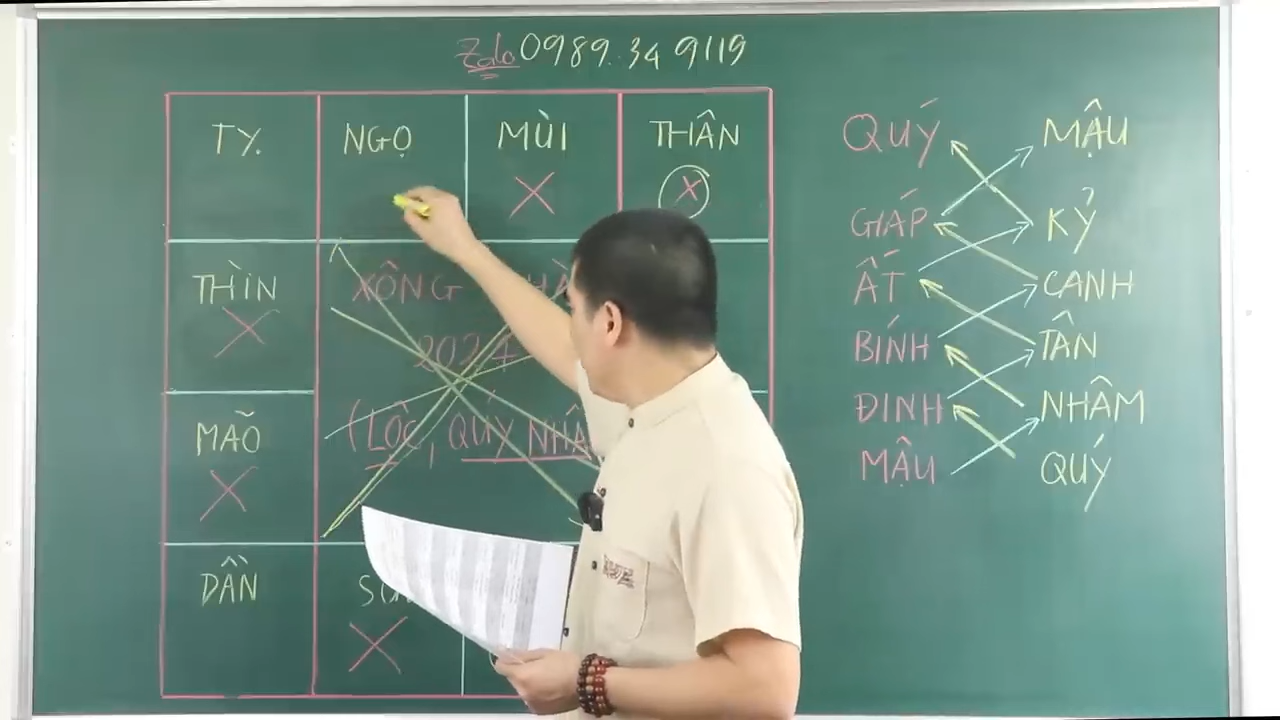 Zalo 0989.34 9119
TỴ. NGỌ MÙI THÂN
X X
THÌN XÔNG
X 2024
MÃO (LỘC, QUÝ NHÂ
X
DẦN
X
QUÝ MẬU
GIÁP KỶ
ẤT CANH
BÍNH TÂN
ĐINH NHÂM
MẬU QUÝ